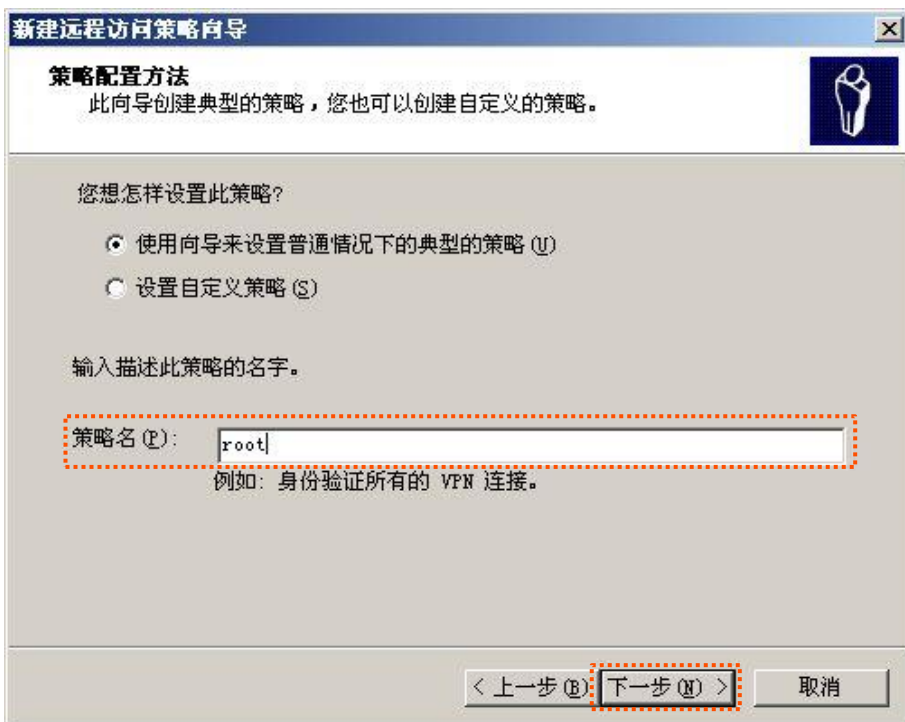 新建远程访问策略向导
策略配置方法
此向导创建典型的策略，您也可以创建自定义的策略。
您想怎样设置此策略?
使用向导来设置普通情况下的典型的策略(U)
设置自定义策略(S)
输入描述此策略的名字。
策略名(P): root
例如: 身份验证所有的 VPN 连接。
< 上一步(B) 下一步(N) > 取消